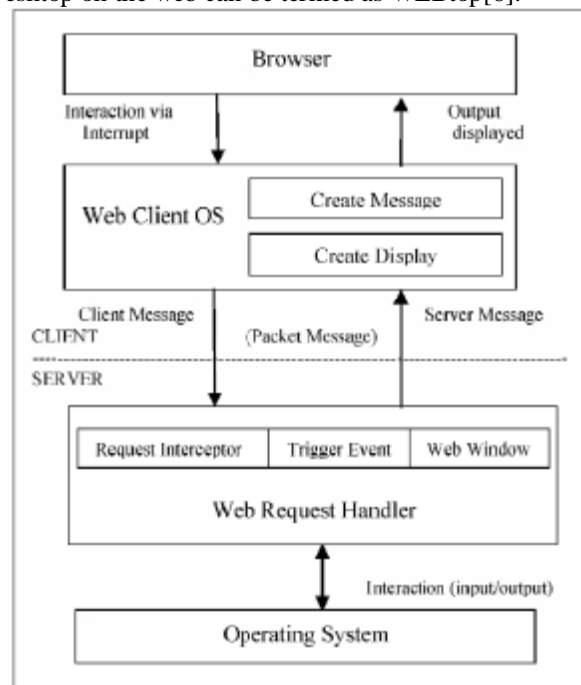 esktop on the web can be termed as WEBtop[8].
Browser
Interaction via
Interrupt
Output
displayed
Web Client OS
Create Message
Create Display
Client Message
(Packet Message)
Server Message
CLIENT
SERVER
Request Interceptor
Trigger Event
Web Window
Web Request Handler
Interaction (input/output)
Operating System